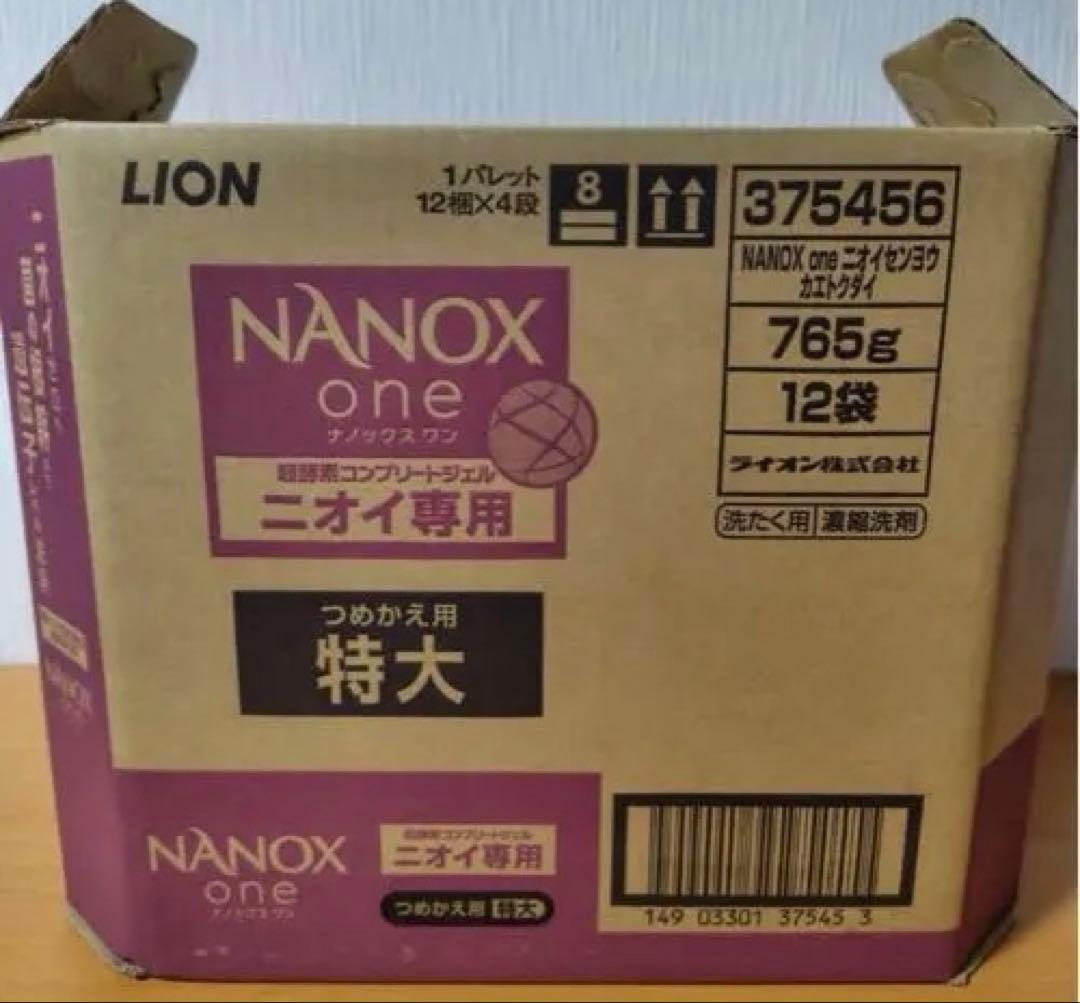 LION
1パレット
12梱×4段
8
375456
NANOX one ニオイセンヨウ
カエトクダイ
765g
12袋
ライオン株式会社
洗たく用 濃縮洗剤
NANOX
one
ナノックス ワン
超酵素コンプリートジェル
ニオイ専用
つめかえ用
特大
NANOX
one
ナノックス ワン
超酵素コンプリートジェル
ニオイ専用
つめかえ用 特大
149 03301 37545 3
NANOX